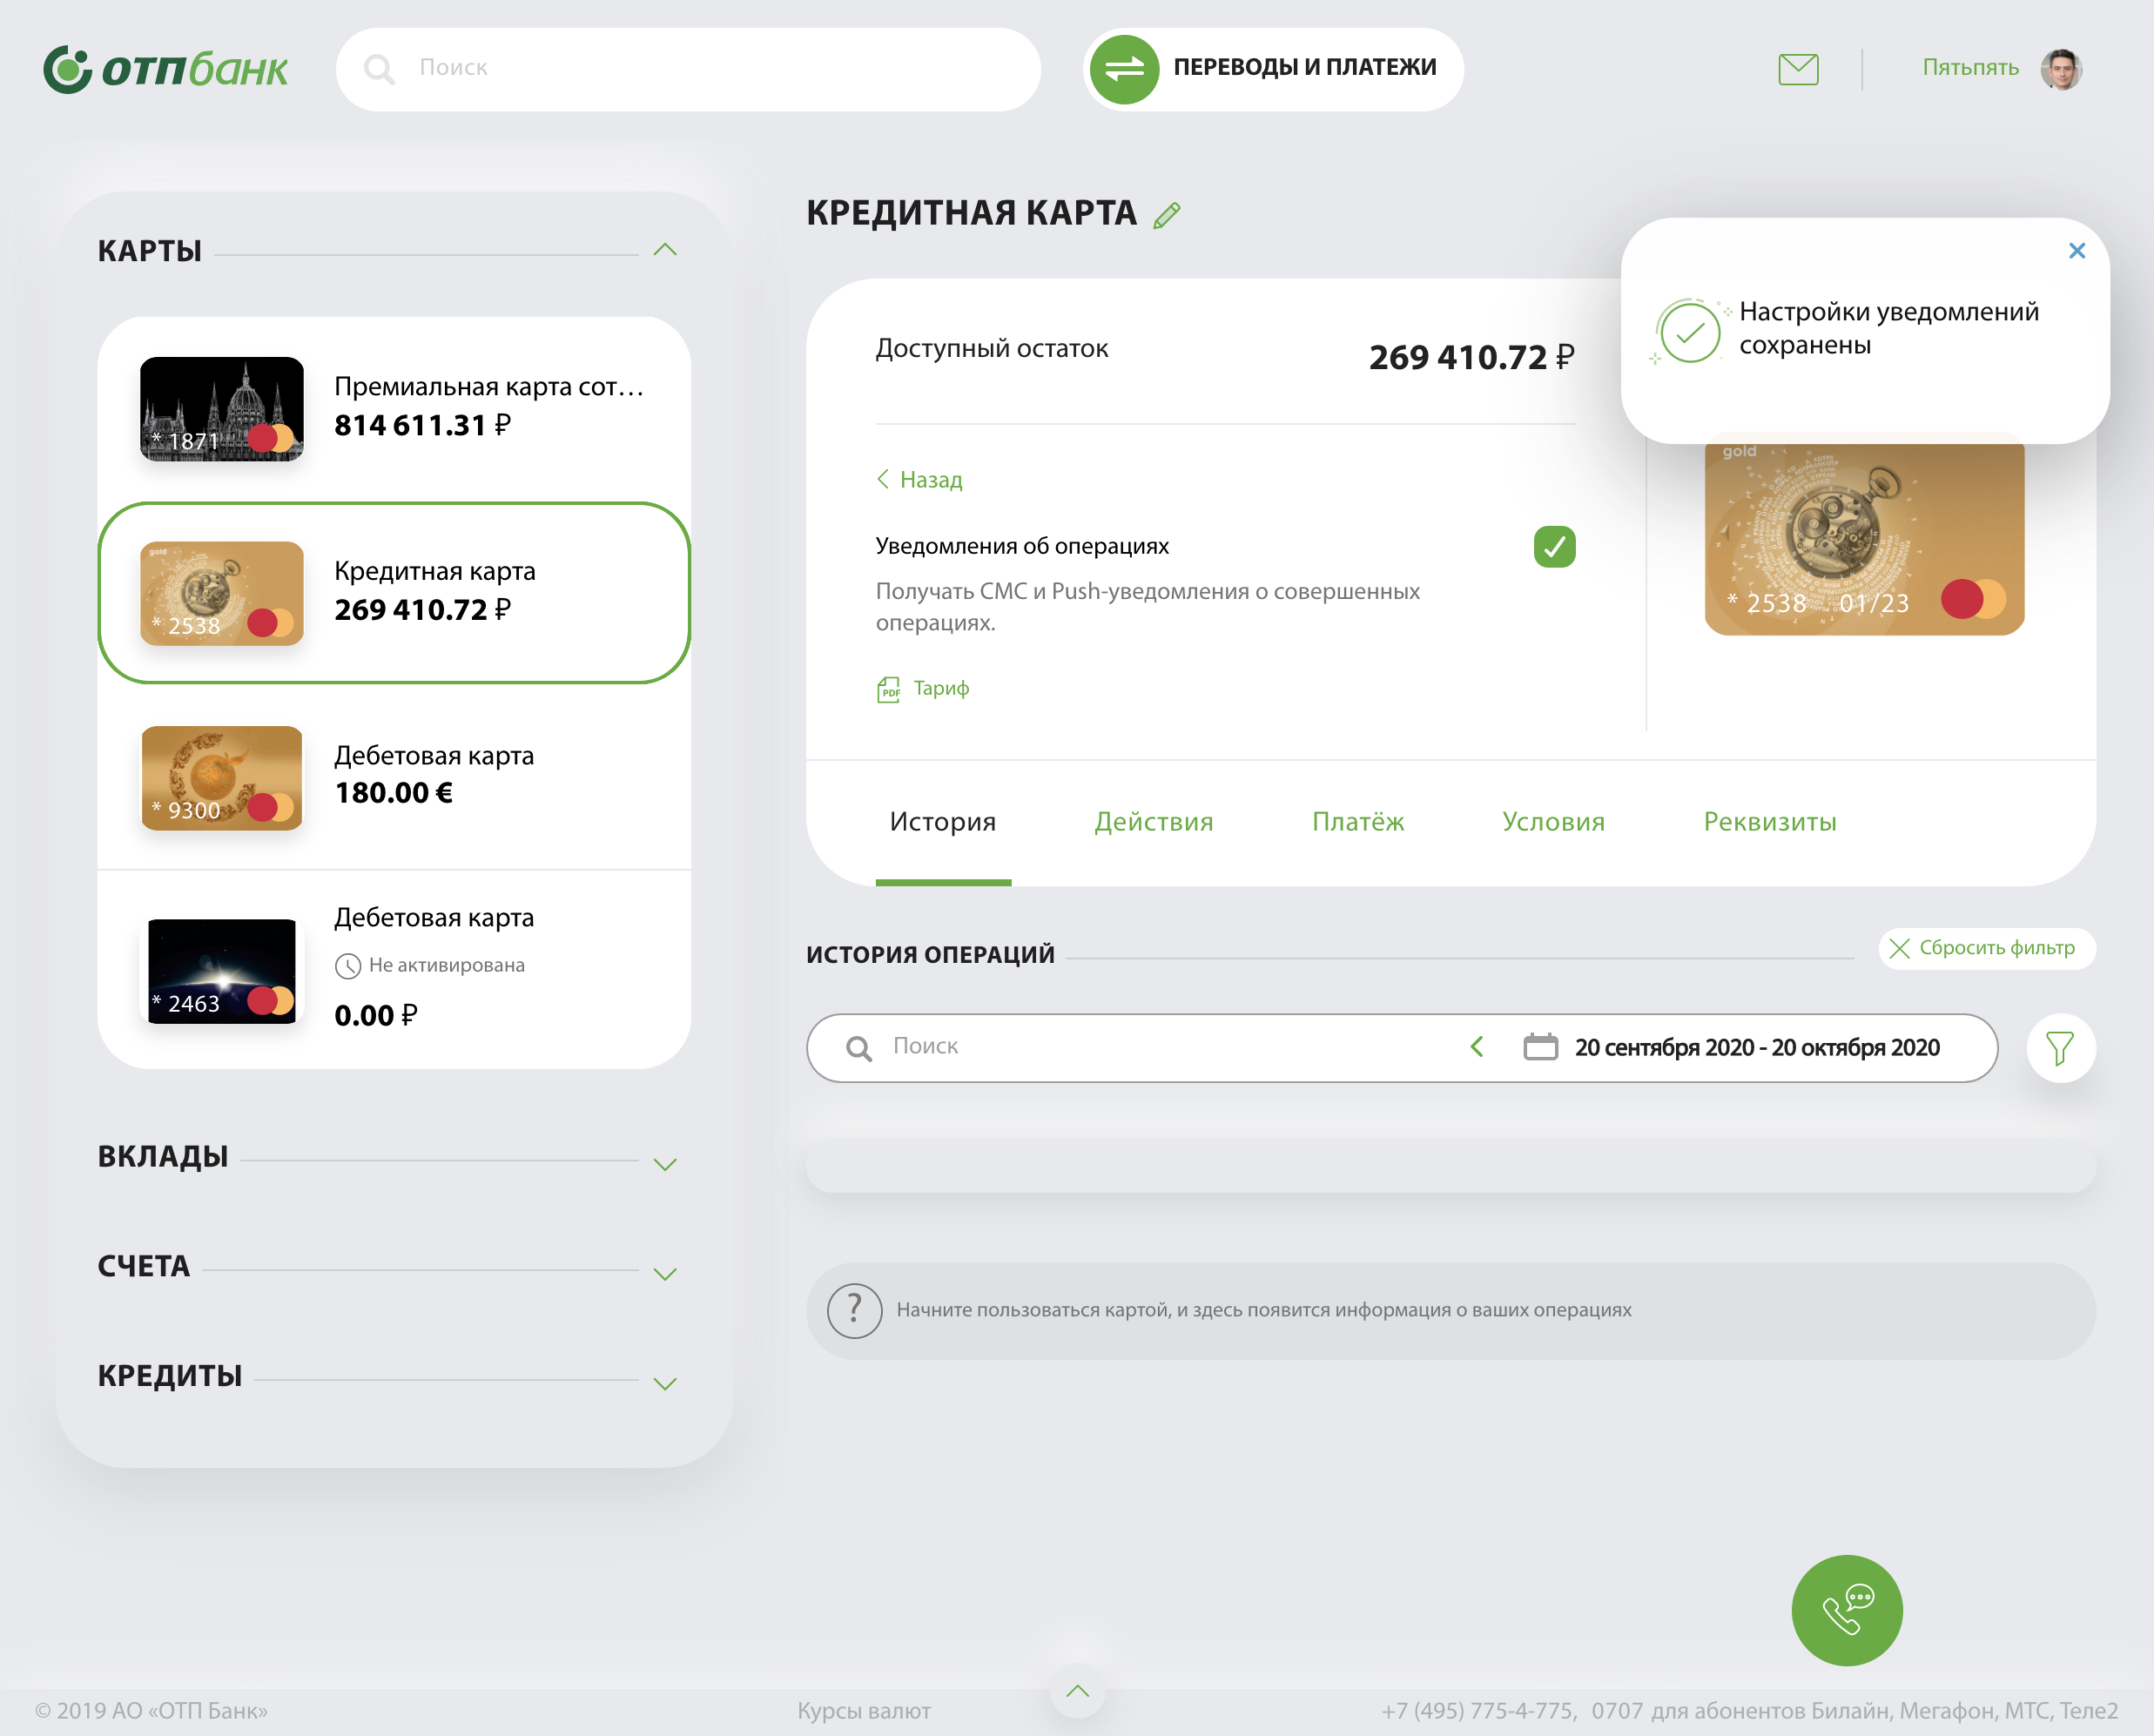 отпбанк
Поиск
ПЕРЕВОДЫ И ПЛАТЕЖИ
Пятьпять
КАРТЫ
* 1871
Премиальная карта сот...
814 611.31 ₽
gold
* 2538
Кредитная карта
269 410.72 ₽
* 9300
Дебетовая карта
180.00 €
* 2463
Дебетовая карта
Не активирована
0.00 ₽
ВКЛАДЫ
СЧЕТА
КРЕДИТЫ
КРЕДИТНАЯ КАРТА
Доступный остаток
269 410.72 ₽
Настройки уведомлений
сохранены
Назад
Уведомления об операциях
Получать СМС и Push-уведомления о совершенных
операциях.
PDF Тариф
gold
* 2538 01/23
История
Действия
Платёж
Условия
Реквизиты
ИСТОРИЯ ОПЕРАЦИЙ
Сбросить фильтр
Поиск
20 сентября 2020 - 20 октября 2020
? Начните пользоваться картой, и здесь появится информация о ваших операциях
© 2019 АО «ОТП Банк»
Курсы валют
+7 (495) 775-4-775, 0707 для абонентов Билайн, Мегафон, МТС, Теле2